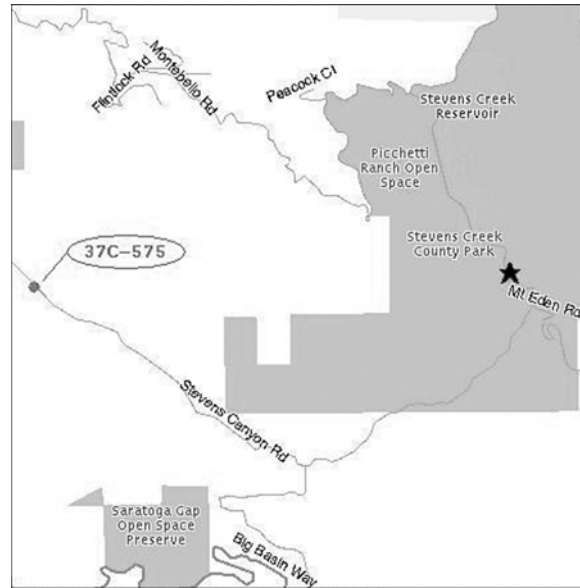 Flintlock Rd
Montebello Rd
Peacock Ct
Stevens Creek
Reservoir
Picchetti
Ranch Open
Space
Stevens Creek
County Park
37C-575
Mt Eden Rd
Stevens Canyon Rd
Saratoga Gap
Open Space
Preserve
Big Basin Way